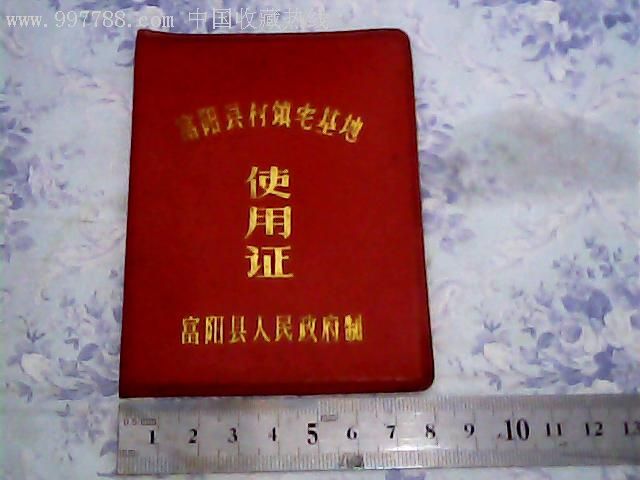 www.997788.com 中国收藏热线
富阳县村镇宅基地
使
用
证
富阳县人民政府制
0.5mm 1 2 3 4 5 6 7 8 9 10 11 12 13